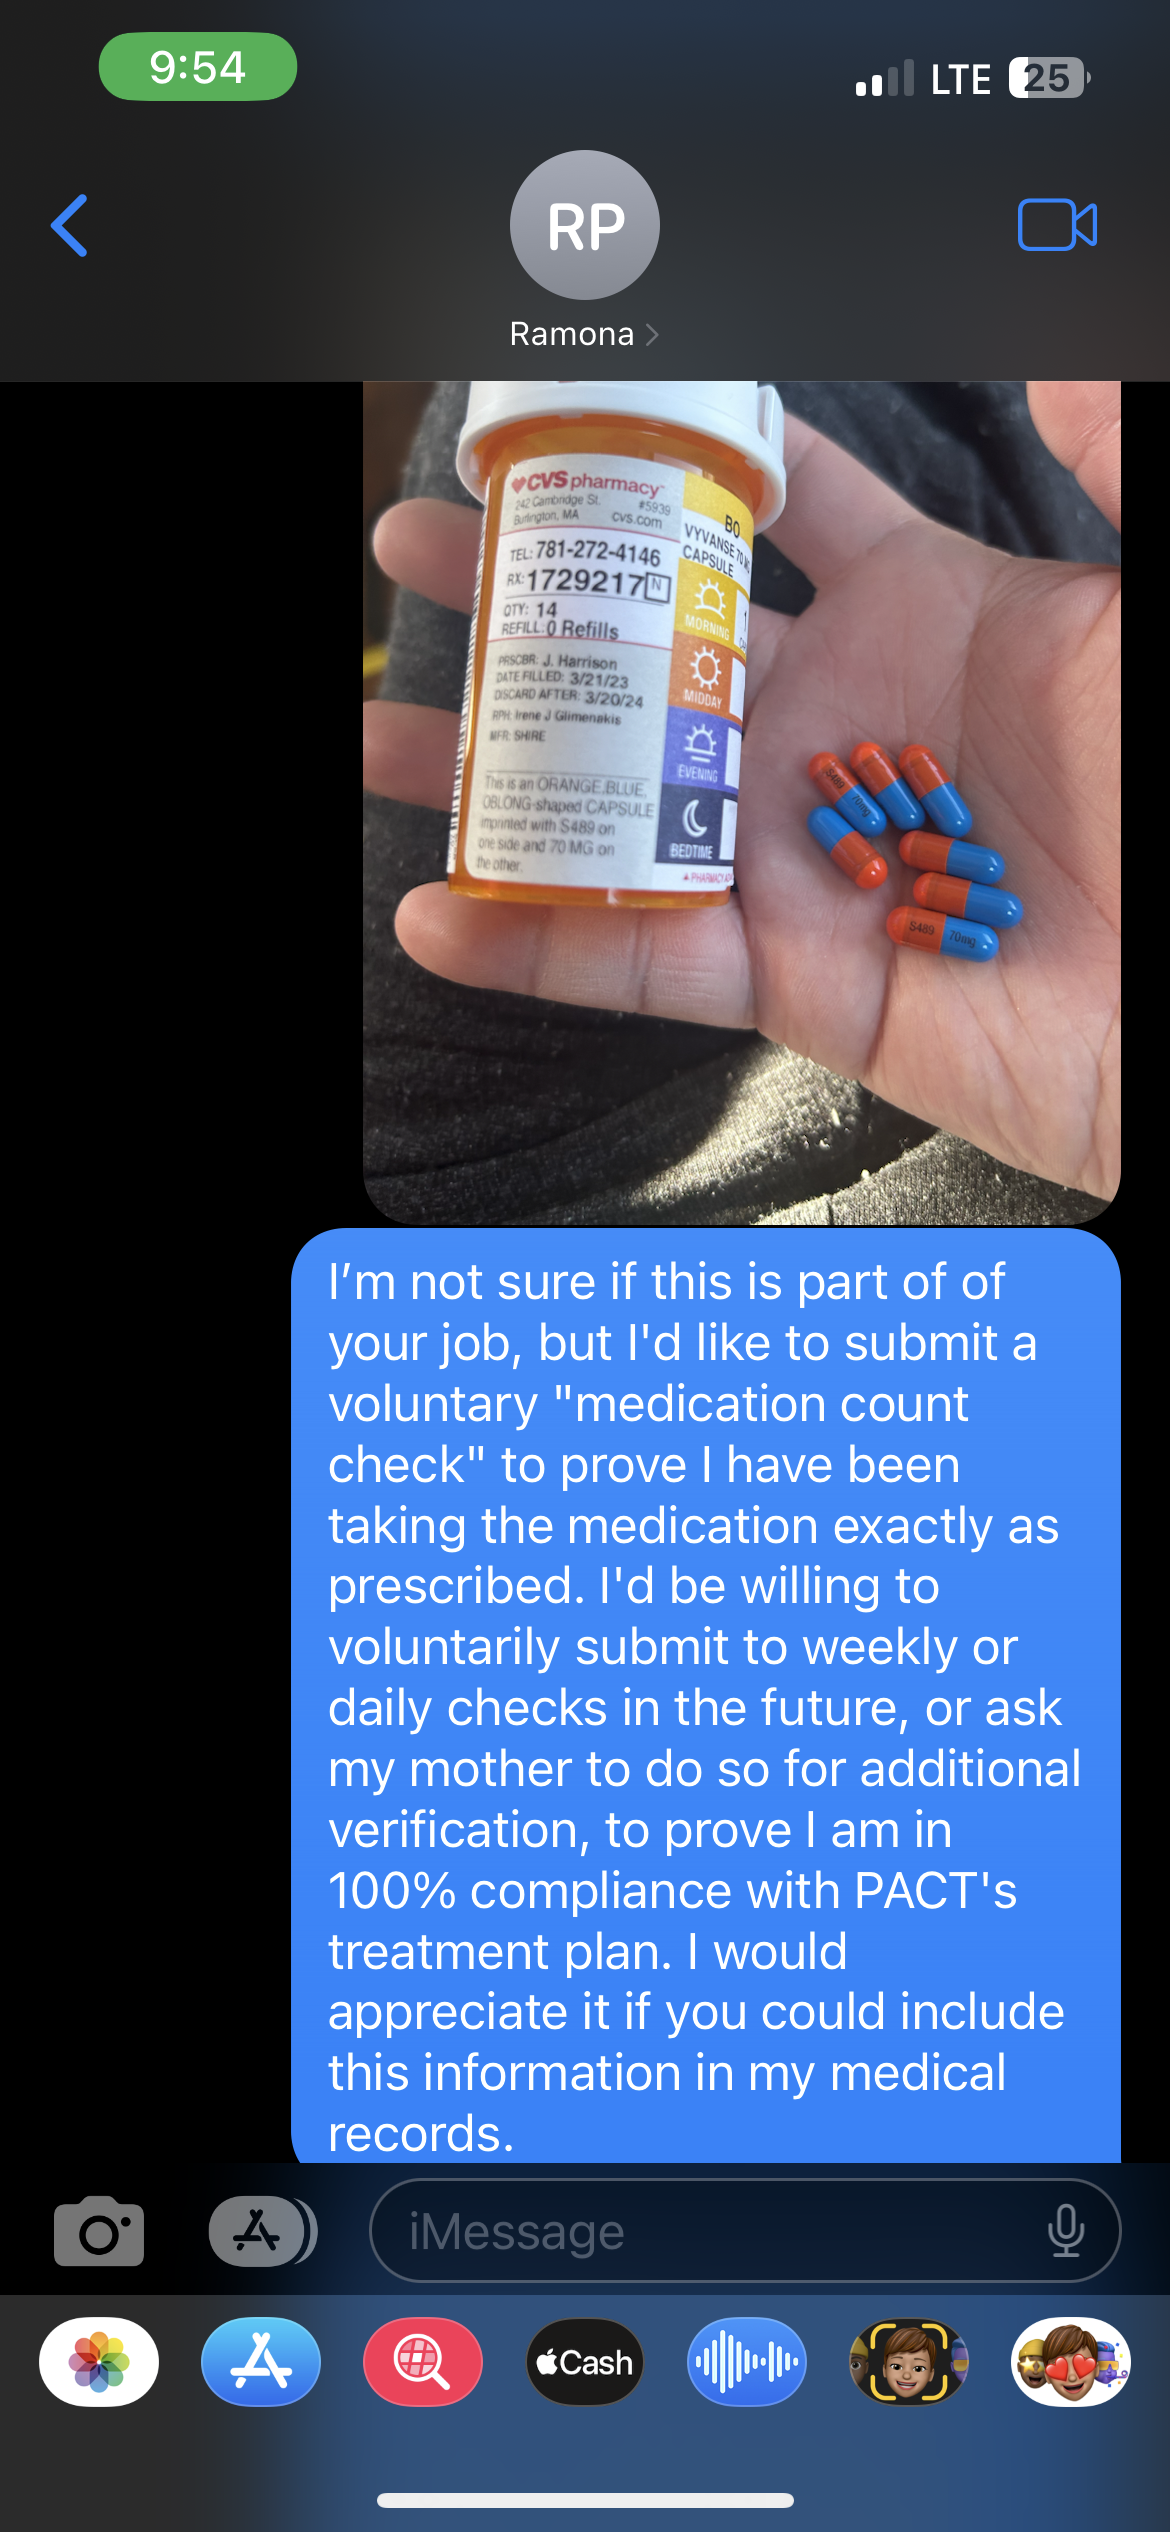 9:54
LTE 25
RP
Ramona
CVS pharmacy
242 Cambridge St. #5939
Burlington, MA cvs.com
TEL: 781-272-4146
RX: 1729217 N
QTY: 14
REFILL: 0 Refills
PRSCBR: J. Harrison
DATE FILLED: 3/21/23
DISCARD AFTER: 3/20/24
RPH: Irene J Glimenakis
MFR: SHIRE
This is an ORANGE,BLUE,
OBLONG-shaped CAPSULE
imprinted with S489 on
one side and 70 MG on
the other.
BO
VYVANSE 70 MG
CAPSULE
MORNING
1
MIDDAY
EVENING
BEDTIME
S489 70mg
S489 70mg
I’m not sure if this is part of of
your job, but I'd like to submit a
voluntary "medication count
check" to prove I have been
taking the medication exactly as
prescribed. I'd be willing to
voluntarily submit to weekly or
daily checks in the future, or ask
my mother to do so for additional
verification, to prove I am in
100% compliance with PACT's
treatment plan. I would
appreciate it if you could include
this information in my medical
records.
iMessage
Cash